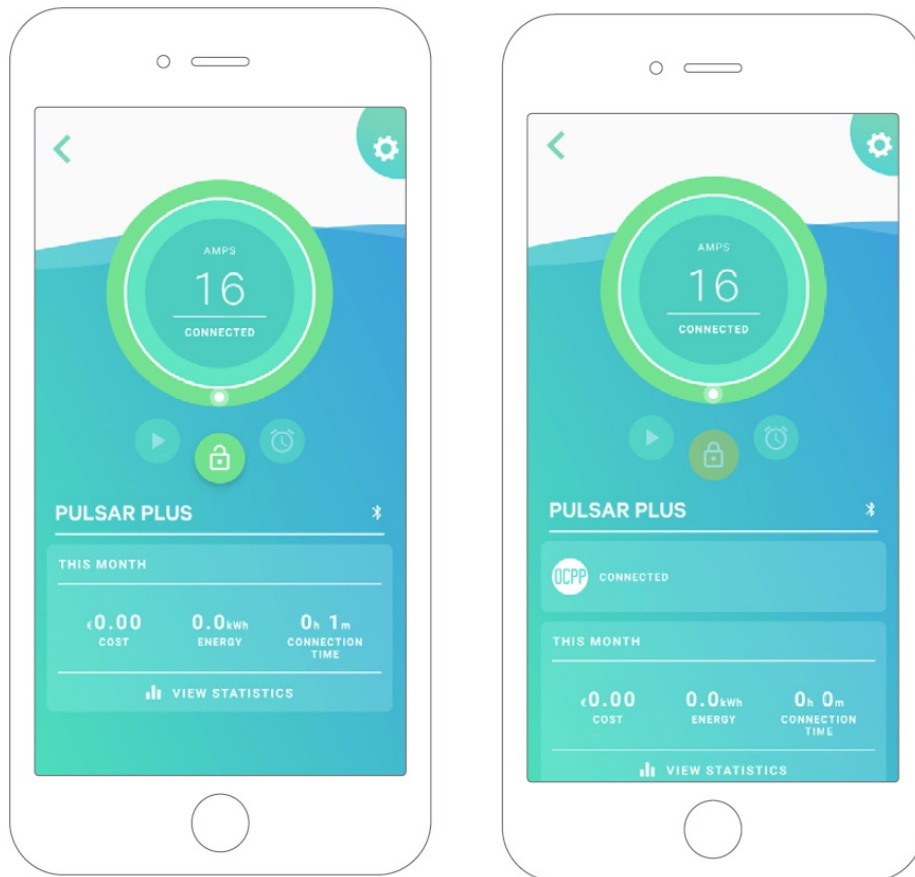 AMPS
16
CONNECTED
PULSAR PLUS
THIS MONTH
€0.00 0.0kWh 0h 1m
COST ENERGY CONNECTION
TIME
VIEW STATISTICS
AMPS
16
CONNECTED
PULSAR PLUS
OCPP CONNECTED
THIS MONTH
€0.00 0.0kWh 0h 0m
COST ENERGY CONNECTION
TIME
VIEW STATISTICS